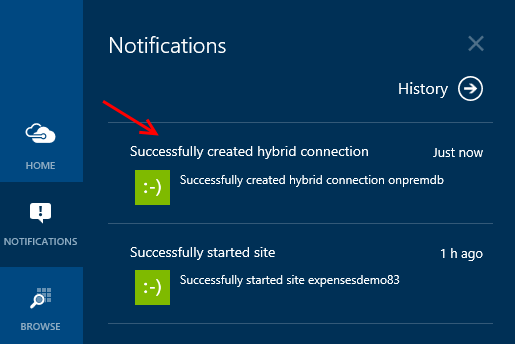 Notifications
History
HOME
Successfully created hybrid connection Just now
:-) Successfully created hybrid connection onpremdb
NOTIFICATIONS
Successfully started site 1 h ago
:-) Successfully started site expensesdemo83
BROWSE